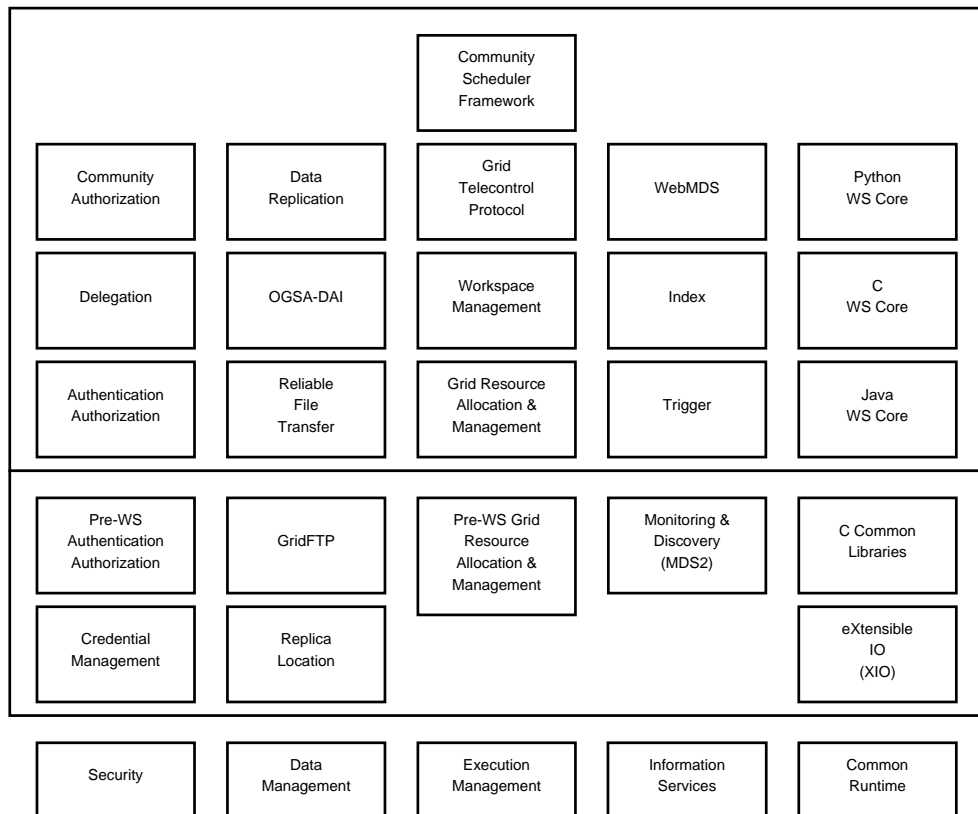 Community
Scheduler
Framework
Community
Authorization
Data
Replication
Grid
Telecontrol
Protocol
WebMDS
Python
WS Core
Delegation
OGSA-DAI
Workspace
Management
Index
C
WS Core
Authentication
Authorization
Reliable
File
Transfer
Grid Resource
Allocation &
Management
Trigger
Java
WS Core
Pre-WS
Authentication
Authorization
GridFTP
Pre-WS Grid
Resource
Allocation &
Management
Monitoring &
Discovery
(MDS2)
C Common
Libraries
Credential
Management
Replica
Location
eXtensible
IO
(XIO)
Security
Data
Management
Execution
Management
Information
Services
Common
Runtime